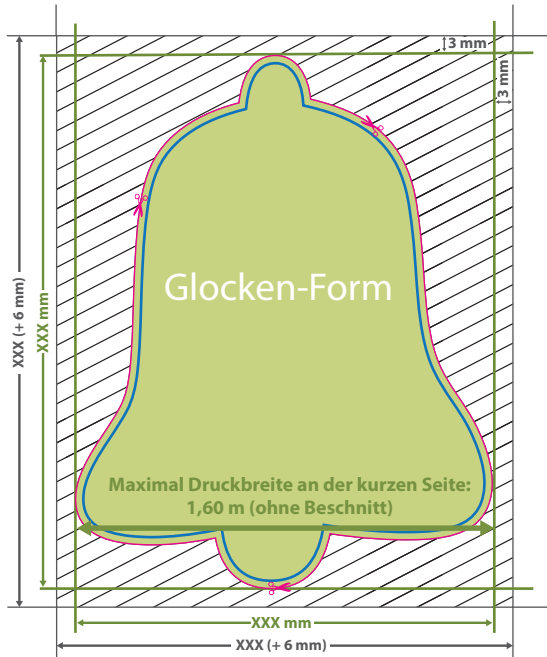 3 mm
3 mm
XXX (+ 6 mm)
XXX mm
Glocken-Form
Maximal Druckbreite an der kurzen Seite:
1,60 m (ohne Beschnitt)
XXX mm
XXX (+ 6 mm)